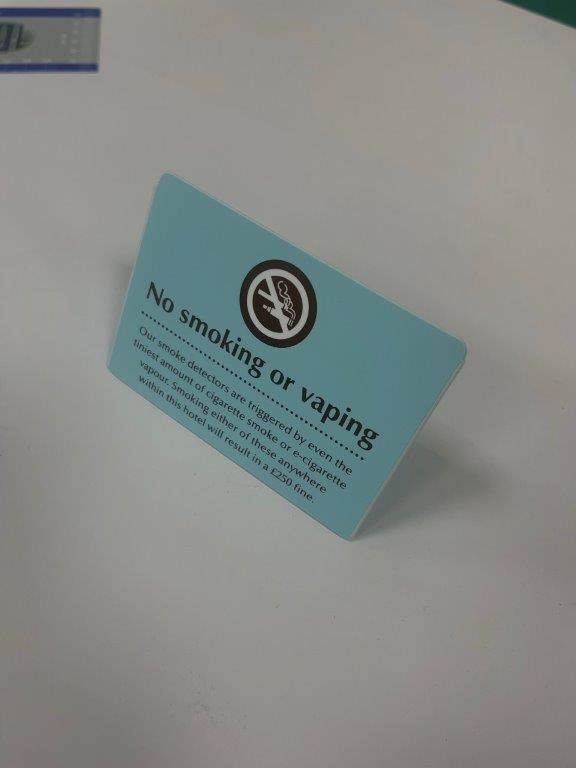 No smoking or vaping
Our smoke detectors are triggered by even the
tiniest amount of cigarette smoke or e-cigarette
vapour. Smoking either of these anywhere
within this hotel will result in a £250 fine.